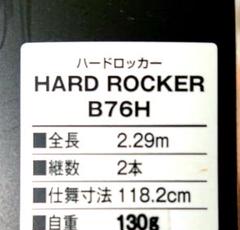 ハードロッカー
HARD ROCKER
B76H
■全長 2.29m
■継数 2本
■仕舞寸法 118.2cm
■自重 130g